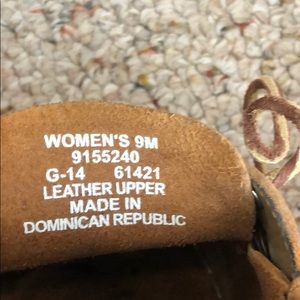 WOMEN'S 9M
9155240
G-14 61421
LEATHER UPPER
MADE IN
DOMINICAN REPUBLIC